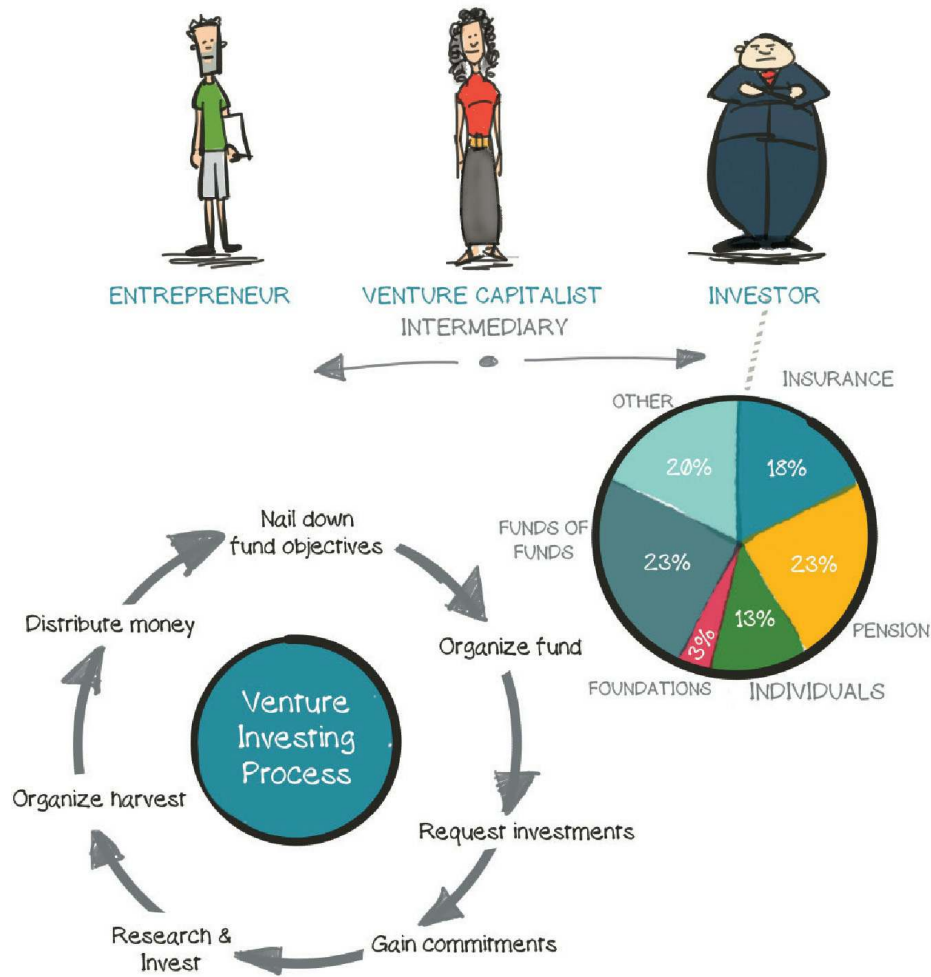 ENTREPRENEUR
VENTURE CAPITALIST
INTERMEDIARY
INVESTOR
INSURANCE
OTHER
20%
18%
FUNDS OF
FUNDS
23%
23%
PENSION
13%
3%
FOUNDATIONS
INDIVIDUALS
Nail down
fund objectives
Organize fund
Request investments
Gain commitments
Research &
Invest
Organize harvest
Distribute money
Venture
Investing
Process